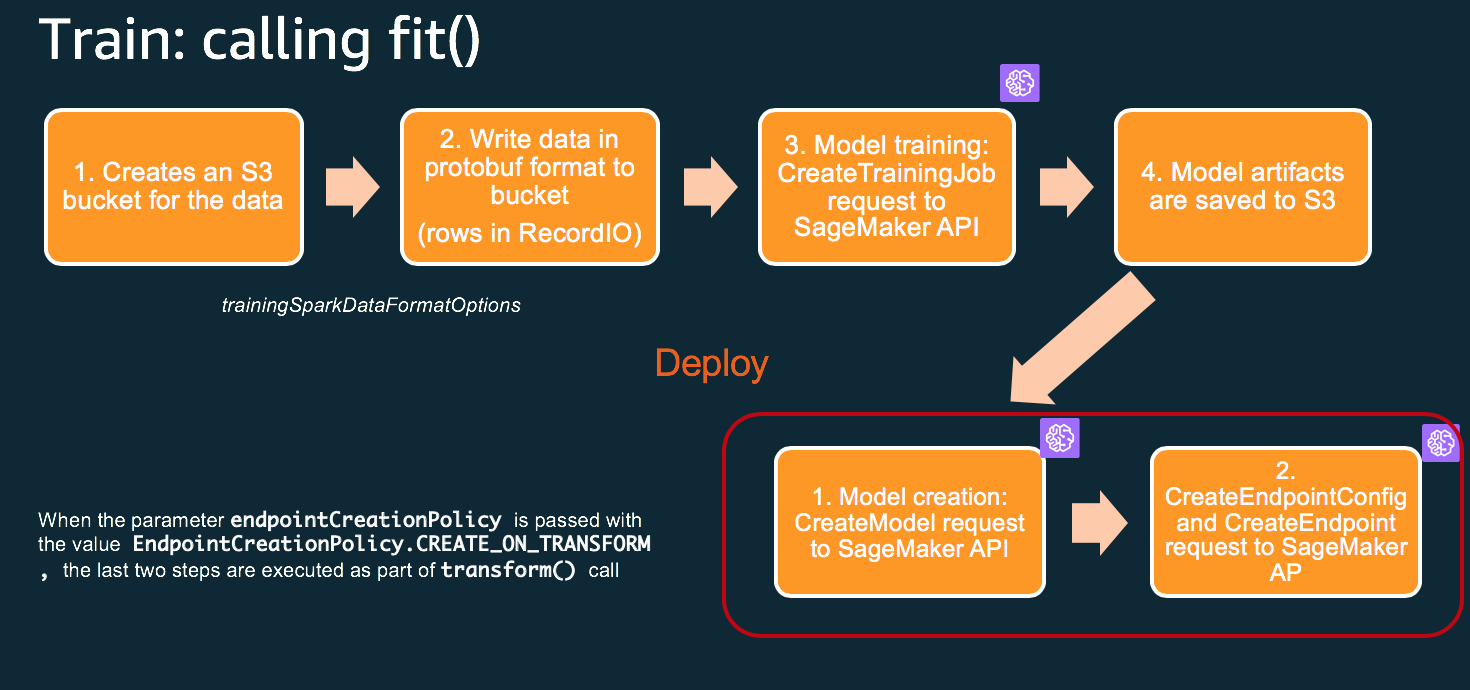 Train: calling fit()
1. Creates an S3
bucket for the data
2. Write data in
protobuf format to
bucket
(rows in RecordIO)
3. Model training:
CreateTrainingJob
request to
SageMaker API
4. Model artifacts
are saved to S3
trainingSparkDataFormatOptions
Deploy
1. Model creation:
CreateModel request
to SageMaker API
2.
CreateEndpointConfig
and CreateEndpoint
request to SageMaker
AP
When the parameter endpointCreationPolicy is passed with
the value EndpointCreationPolicy.CREATE_ON_TRANSFORM
, the last two steps are executed as part of transform() call